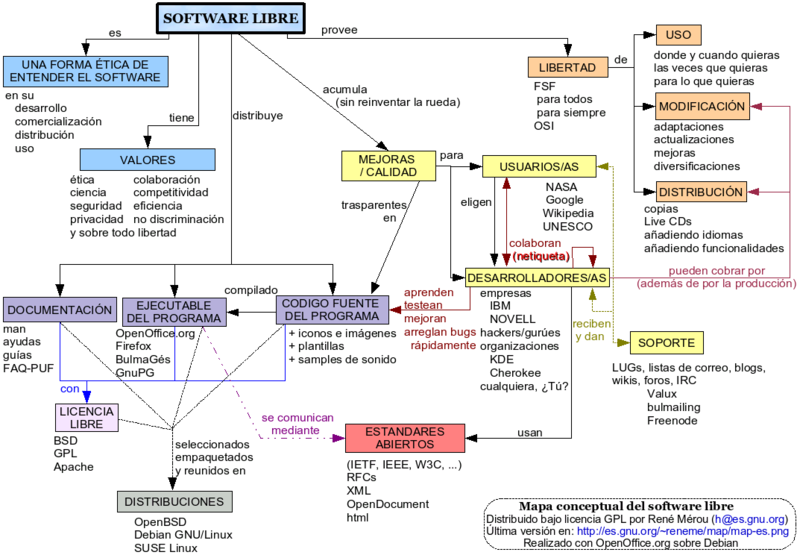 SOFTWARE LIBRE
es
provee
UNA FORMA ÉTICA DE
ENTENDER EL SOFTWARE
en su
desarrollo
comercialización
distribución
uso
tiene
distribuye
acumula
(sin reinventar la rueda)
LIBERTAD
de
FSF
para todos
para siempre
OSI
USO
donde y cuando quieras
las veces que quieras
para lo que quieras
MODIFICACIÓN
adaptaciones
actualizaciones
mejoras
diversificaciones
DISTRIBUCIÓN
copias
Live CDs
añadiendo idiomas
añadiendo funcionalidades
VALORES
ética
ciencia
seguridad
privacidad
colaboración
competitividad
eficiencia
no discriminación
y sobre todo libertad
MEJORAS
/ CALIDAD
para
trasparentes
en
USUARIOS/AS
NASA
Google
Wikipedia
UNESCO
eligen
colaboran
(netiqueta)
DESARROLLADORES/AS
empresas
IBM
NOVELL
hackers/gurúes
organizaciones
KDE
Cherokee
cualquiera, ¿Tú?
pueden cobrar por
(además de por la producción)
aprenden
testean
mejoran
arreglan bugs
rápidamente
reciben
y dan
SOPORTE
LUGs, listas de correo, blogs,
wikis, foros, IRC
Valux
bulmailing
Freenode
DOCUMENTACIÓN
man
ayudas
guías
FAQ-PUF
EJECUTABLE
DEL PROGRAMA
OpenOffice.org
Firefox
BulmaGés
GnuPG
compilado
CODIGO FUENTE
DEL PROGRAMA
+ iconos e imágenes
+ plantillas
+ samples de sonido
con
LICENCIA
LIBRE
BSD
GPL
Apache
se comunican
mediante
ESTANDARES
ABIERTOS
(IETF, IEEE, W3C, ...)
RFCs
XML
OpenDocument
html
usan
seleccionados
empaquetados
y reunidos en
DISTRIBUCIONES
OpenBSD
Debian GNU/Linux
SUSE Linux
Mapa conceptual del software libre
Distribuido bajo licencia GPL por René Mérou (h@es.gnu.org)
Última versión en: http://es.gnu.org/~reneme/map/map-es.png
Realizado con OpenOffice.org sobre Debian